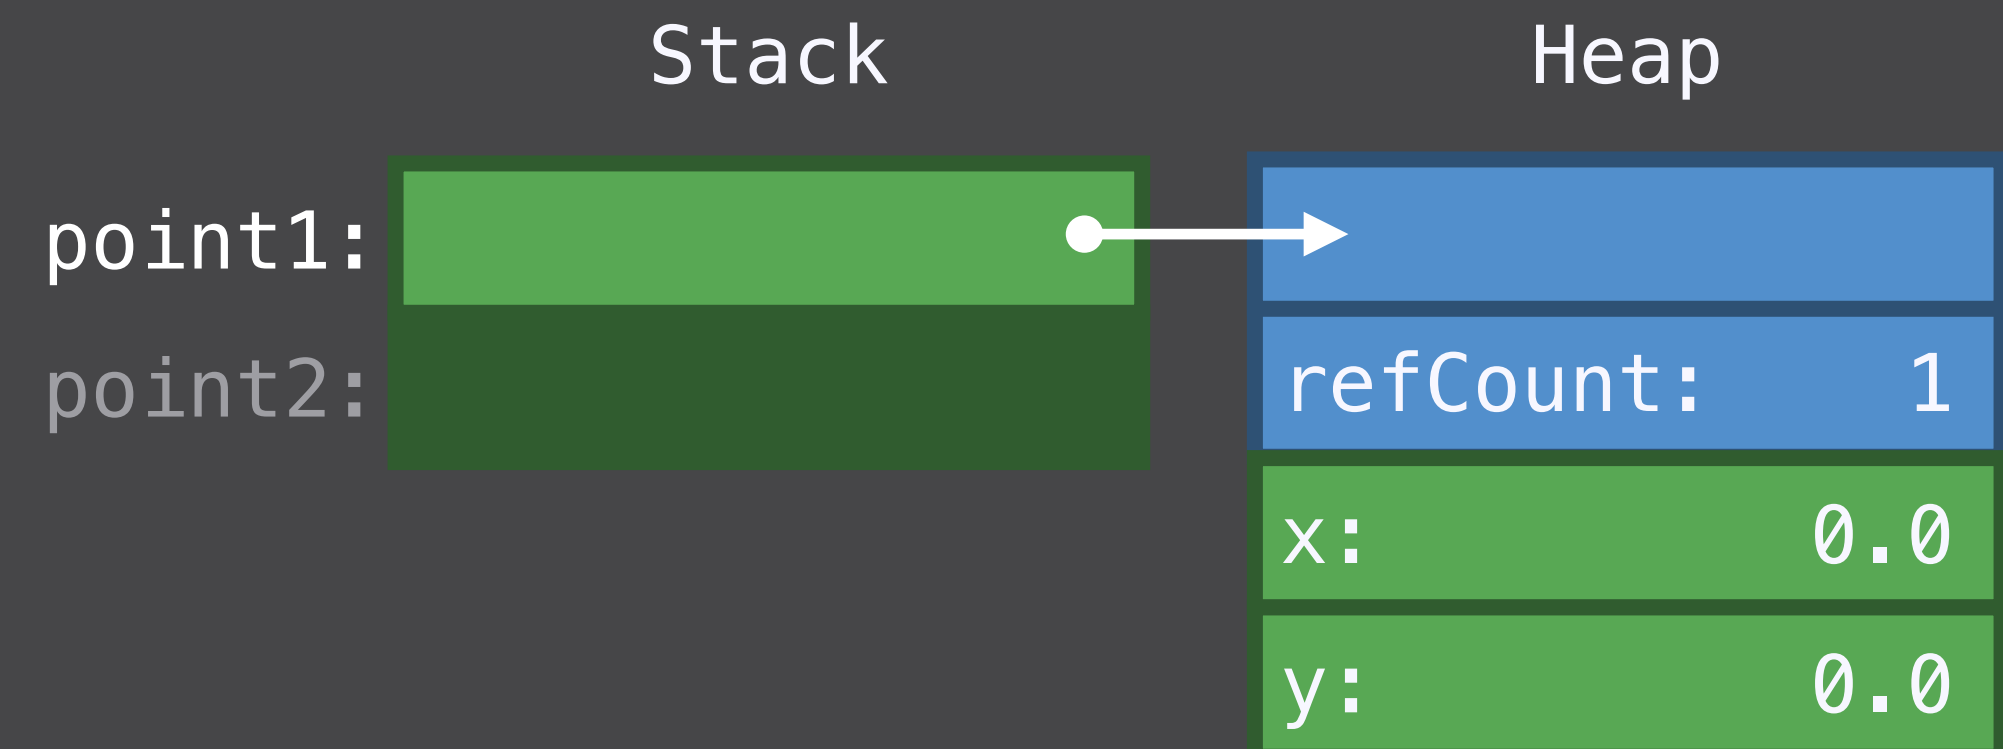 Stack
Heap
point1:
point2:
refCount: 1
x: 0.0
y: 0.0